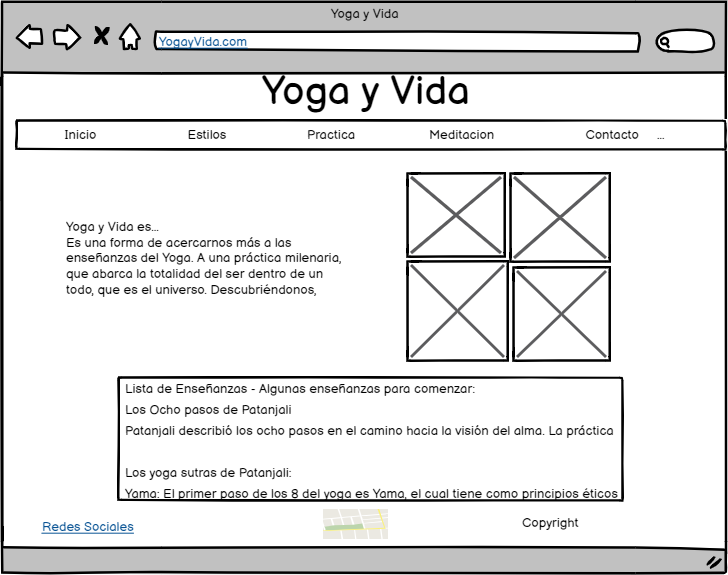 Yoga y Vida
YogayVida.com
Yoga y Vida
Inicio Estilos Practica Meditacion Contacto ...
Yoga y Vida es...
Es una forma de acercarnos más a las
enseñanzas del Yoga. A una práctica milenaria,
que abarca la totalidad del ser dentro de un
todo, que es el universo. Descubriéndonos,
Lista de Enseñanzas - Algunas enseñanzas para comenzar:
Los Ocho pasos de Patanjali
Patanjali describió los ocho pasos en el camino hacia la visión del alma. La práctica
Los yoga sutras de Patanjali:
Yama: El primer paso de los 8 del yoga es Yama, el cual tiene como principios éticos
Redes Sociales
Copyright